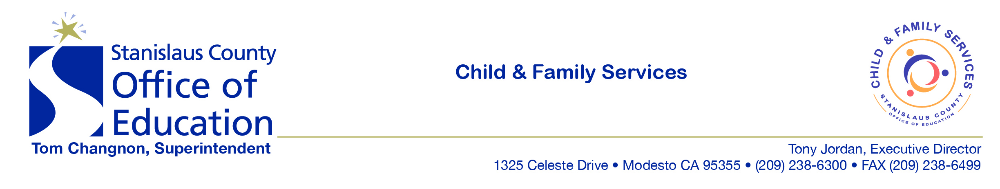 Stanislaus County
Office of
Education
Tom Changnon, Superintendent
Child & Family Services
CHILD & FAMILY SERVICES
STANISLAUS COUNTY
OFFICE OF EDUCATION
Tony Jordan, Executive Director
1325 Celeste Drive • Modesto CA 95355 • (209) 238-6300 • FAX (209) 238-6499